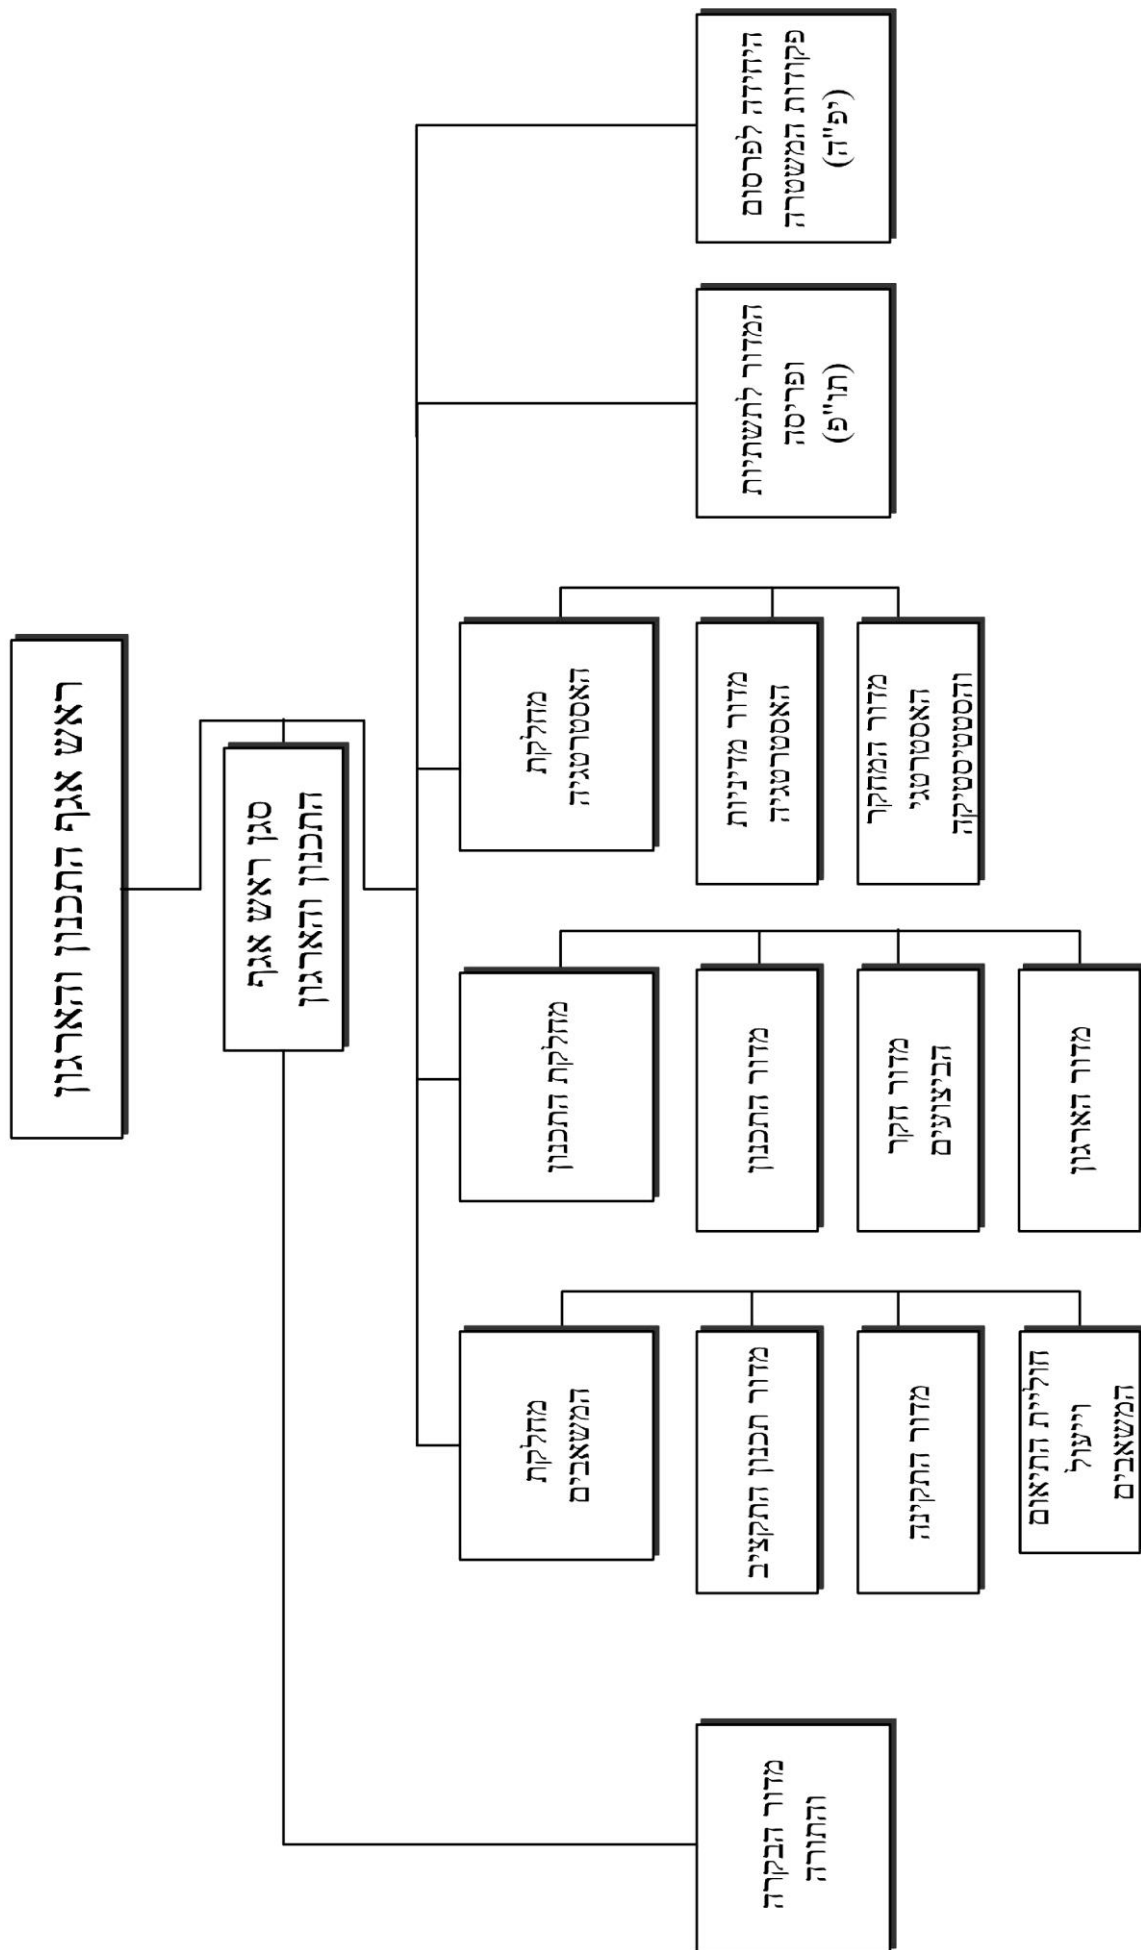 ראש אגף התכנון והארגון
סגן ראש אגף
התכנון והארגון
היחידה לפרסום
פקודות המשטרה
(יפ"ה)
המדור לתשתיות
ופריסה
(תו"פ)
מחלקת
האסטרטגיה
מדור מדיניות
האסטרטגיה
מדור המחקר
האסטרטגי
והסטטיסטיקה
מחלקת התכנון
מדור התכנון
מדור חקר
הביצועים
מדור הארגון
מחלקת
המשאבים
מדור תכנון התקציב
מדור התקינה
חוליית התיאום
וייעול
המשאבים
מדור הבקרה
והתורה